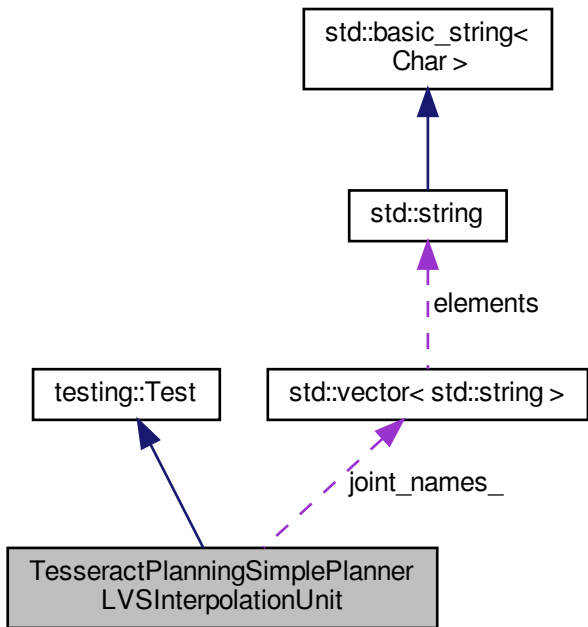 std::basic_string<
Char >
std::string
elements
testing::Test
std::vector< std::string >
joint_names_
TesseractPlanningSimplePlanner
LVSInterpolationUnit